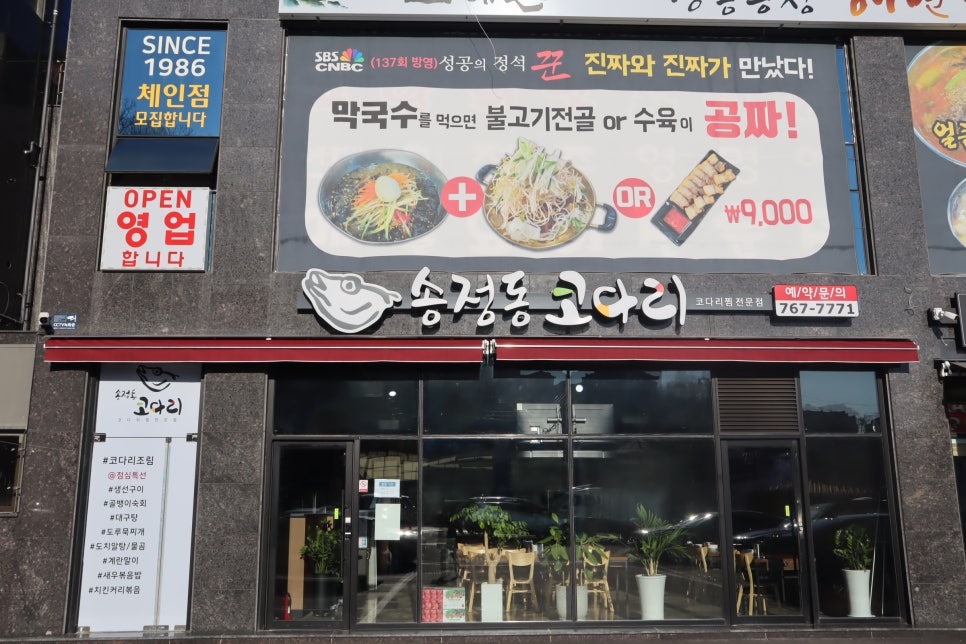 SINCE
1986
체인점
모집합니다
OPEN
영업
합니다
SBS
CNBC
(137회 방영)성공의 정석 꾼 진짜와 진짜가 만났다!
막국수를 먹으면 불고기전골 or 수육이 공짜!
OR
₩9,000
송정동 코다리 코다리찜 전문점
예/약/문/의
767-7771
송정동
코다리
#코다리조림
@점심특선
#생선구이
#골뱅이숙회
#대구탕
#도루묵찌개
#도치알탕/물곰
#계란말이
#새우볶음밥
#치킨커리볶음